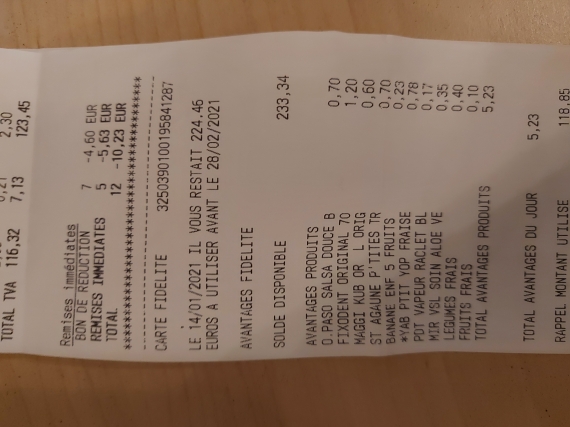 2,30
0,21
TOTAL TVA 116,32 7,13 123,45
Remises immédiates
BON DE REDUCTION 7 -4,60 EUR
REMISES IMMEDIATES 5 -5,63 EUR
TOTAL 12 -10,23 EUR
****************************************
----------------------------------------
CARTE FIDELITE 3250390100195841287
LE 14/01/2021 IL VOUS RESTAIT 224,46
EUROS A UTILISER AVANT LE 28/02/2021
AVANTAGES FIDELITE
SOLDE DISPONIBLE 233,34
AVANTAGES PRODUITS
O.PASO SALSA DOUCE B 0,70
FIXODENT ORIGINAL 70 1,20
MAGGI KUB OR L ORIG 0,60
ST AGAUNE P'TITES TR 0,70
BANANE ENF 5 FRUITS 0,23
*YAB PTIT YOP FRAISE 0,78
PDT VAPEUR RACLET BL 0,17
MIR VSL SOIN ALOE VE 0,35
LEGUMES FRAIS 0,40
FRUITS FRAIS 0,10
TOTAL AVANTAGES PRODUITS 5,23
TOTAL AVANTAGES DU JOUR 5,23
RAPPEL MONTANT UTILISE 118,85